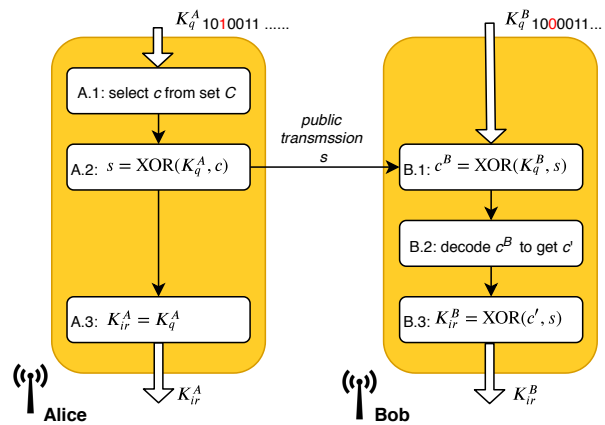 K_q^A 1010011 ......
A.1: select c from set C
A.2: s = XOR(K_q^A, c)
A.3: K_ir^A = K_q^A
K_ir^A
Alice
public
transmssion
s
K_q^B 1000011...
B.1: c^B = XOR(K_q^B, s)
B.2: decode c^B to get c'
B.3: K_ir^B = XOR(c', s)
K_ir^B
Bob